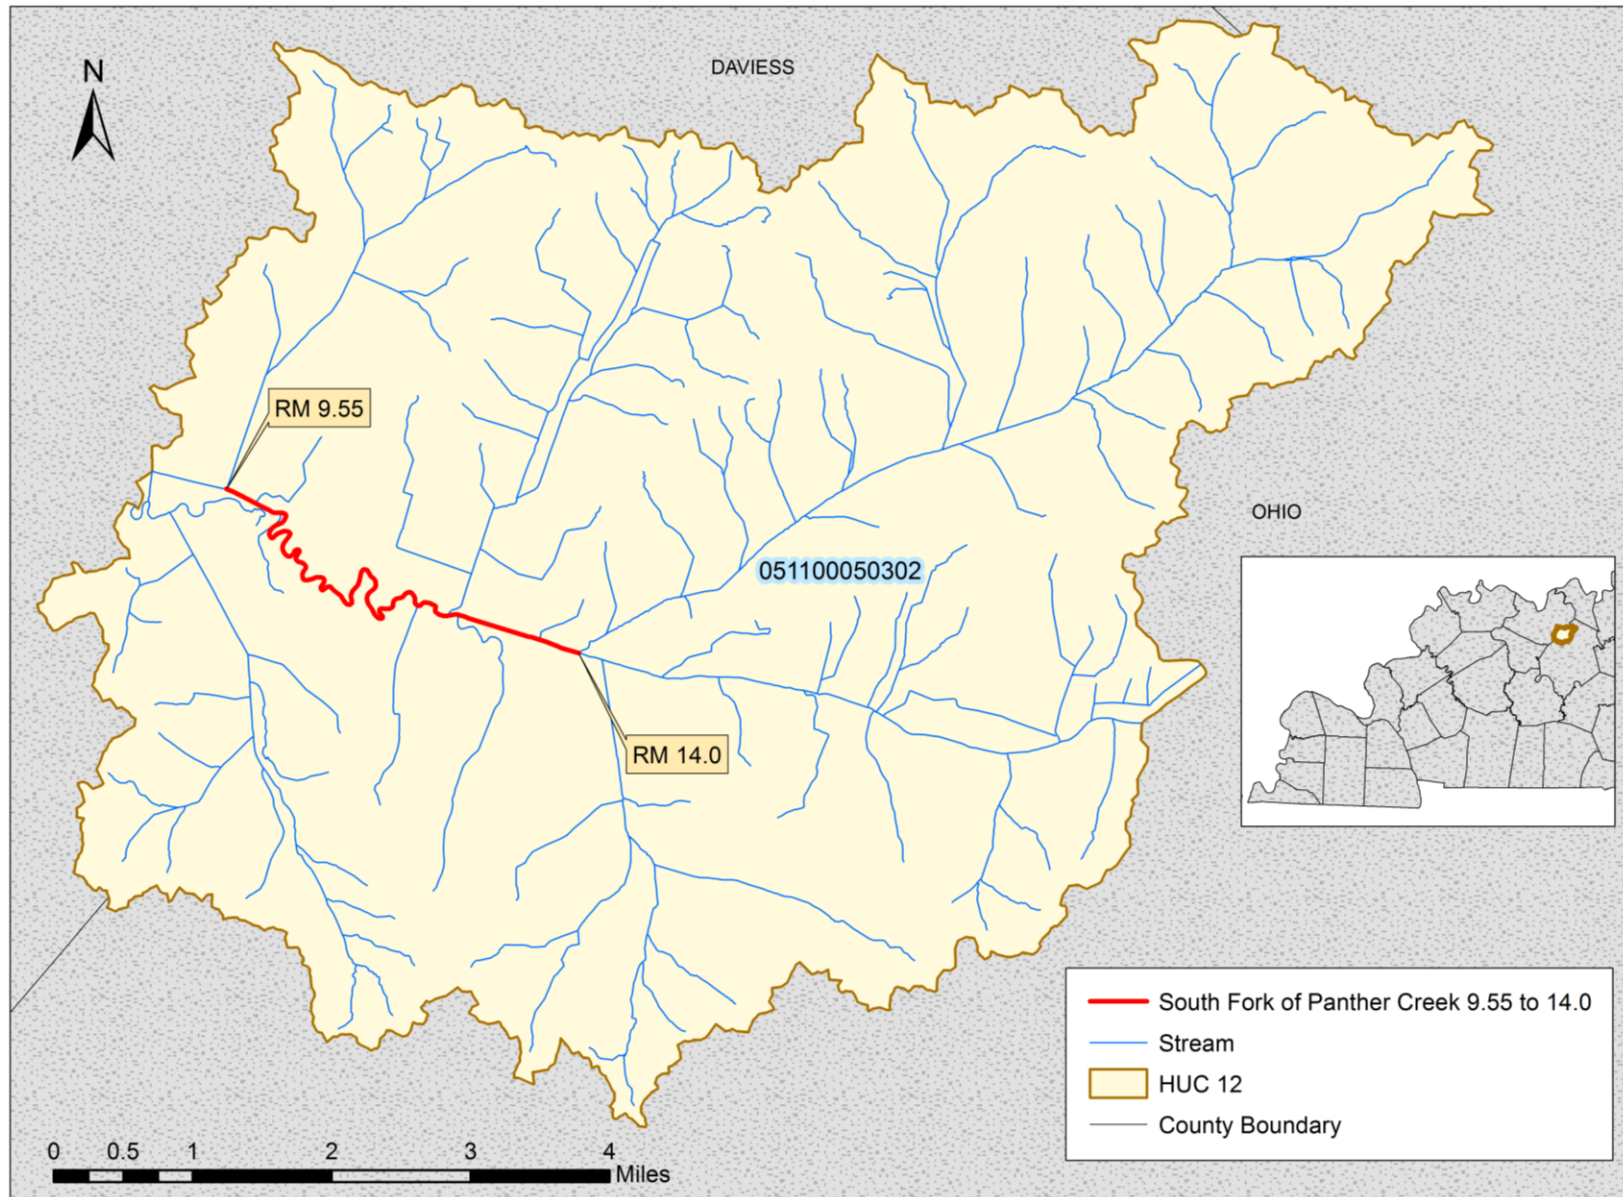 DAVIESS
N
RM 9.55
OHIO
051100050302
RM 14.0
South Fork of Panther Creek 9.55 to 14.0
Stream
HUC 12
County Boundary
0 0.5 1 2 3 4
Miles